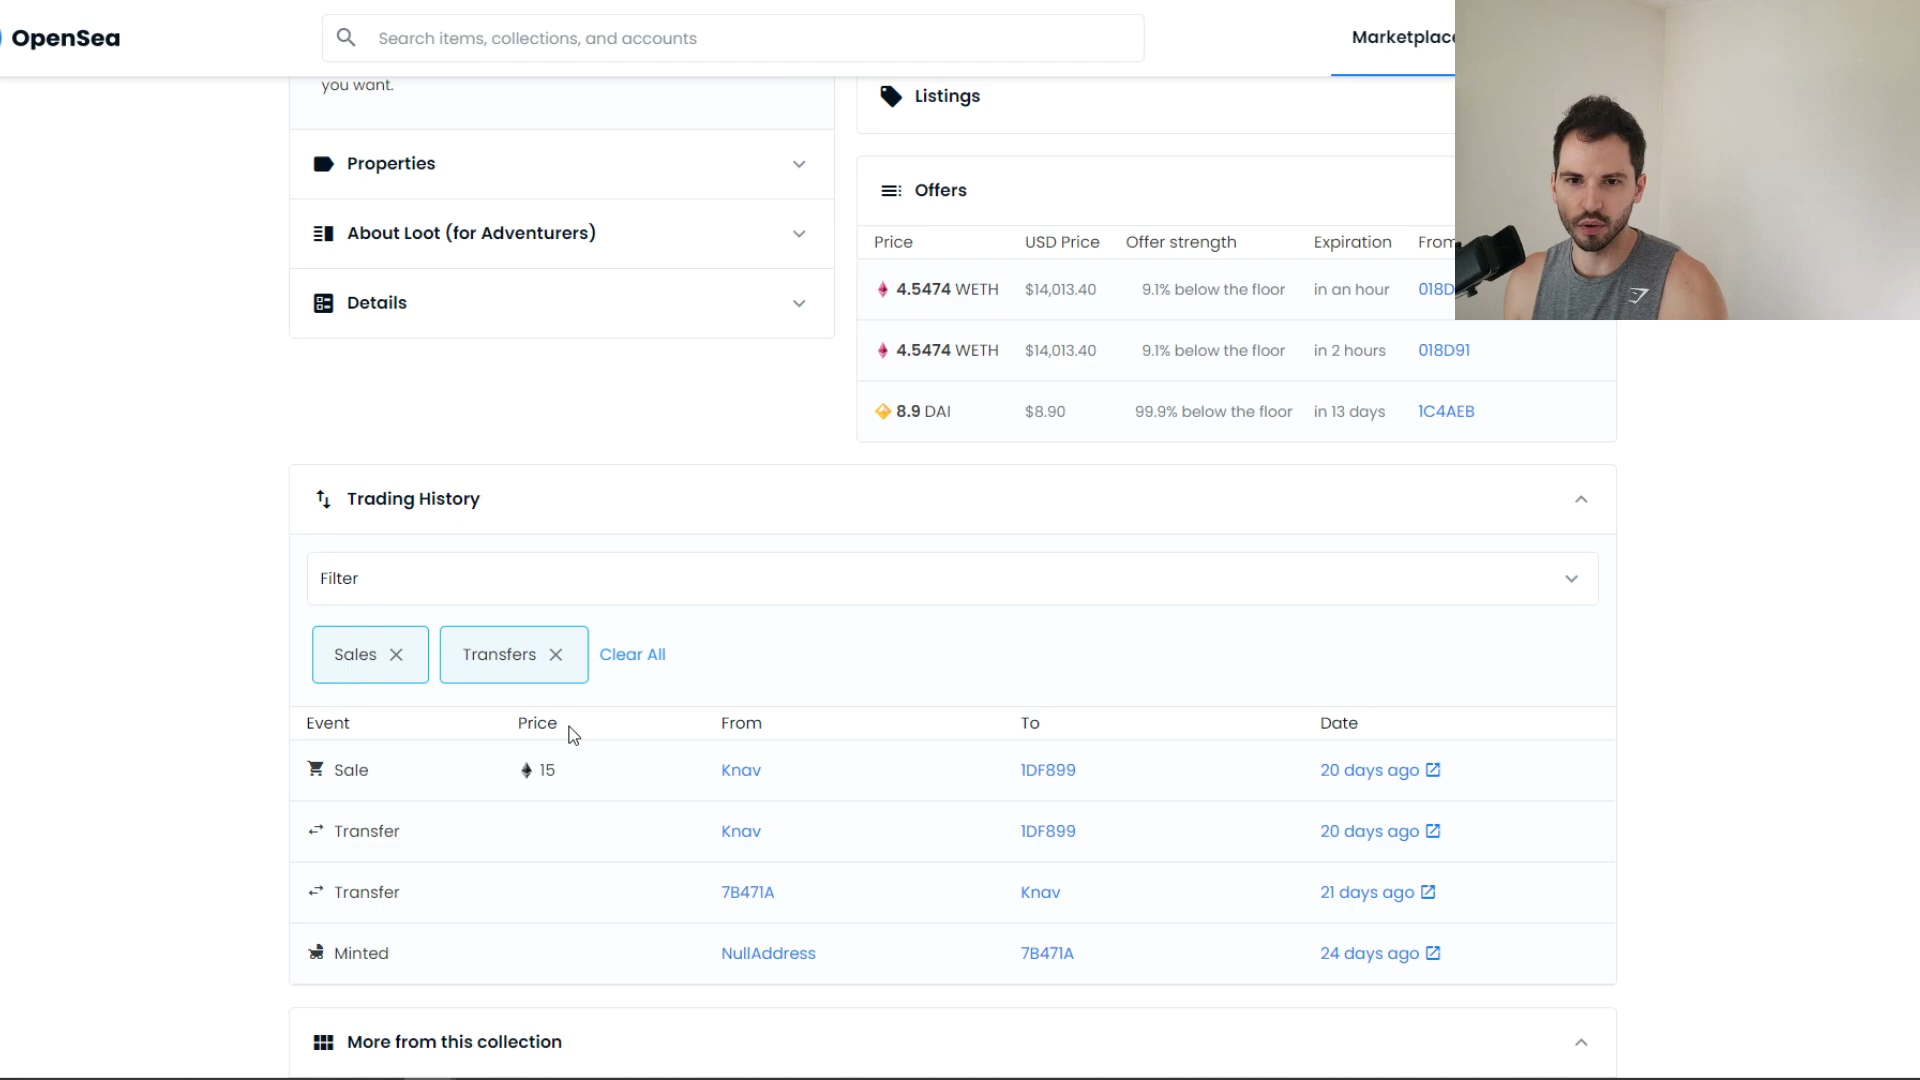 OpenSea
Search items, collections, and accounts
Marketplace
you want.
Properties
About Loot (for Adventurers)
Details
Listings
Offers
Price USD Price Offer strength Expiration From
4.5474 WETH $14,013.40 9.1% below the floor in an hour 018D
4.5474 WETH $14,013.40 9.1% below the floor in 2 hours 018D91
8.9 DAI $8.90 99.9% below the floor in 13 days 1C4AEB
Trading History
Filter
Sales Transfers Clear All
Event Price From To Date
Sale 15 Knav 1DF899 20 days ago
Transfer Knav 1DF899 20 days ago
Transfer 7B471A Knav 21 days ago
Minted NullAddress 7B471A 24 days ago
More from this collection